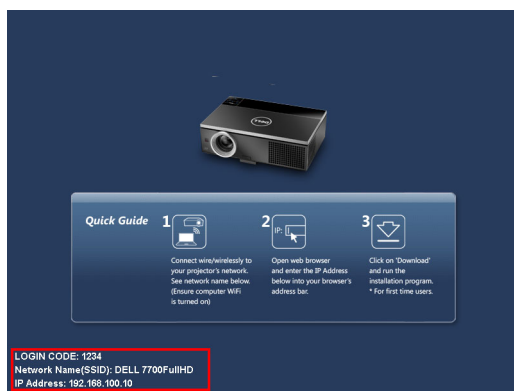 DELL
Quick Guide
1
Connect wire/wirelessly to
your projector's network.
See network name below.
(Ensure computer WiFi
is turned on)
2
IP:
Open web browser
and enter the IP Address
below into your browser's
address bar.
3
Click on 'Download'
and run the
installation program.
* For first time users.
LOGIN CODE: 1234
Network Name(SSID): DELL 7700FullHD
IP Address: 192.168.100.10